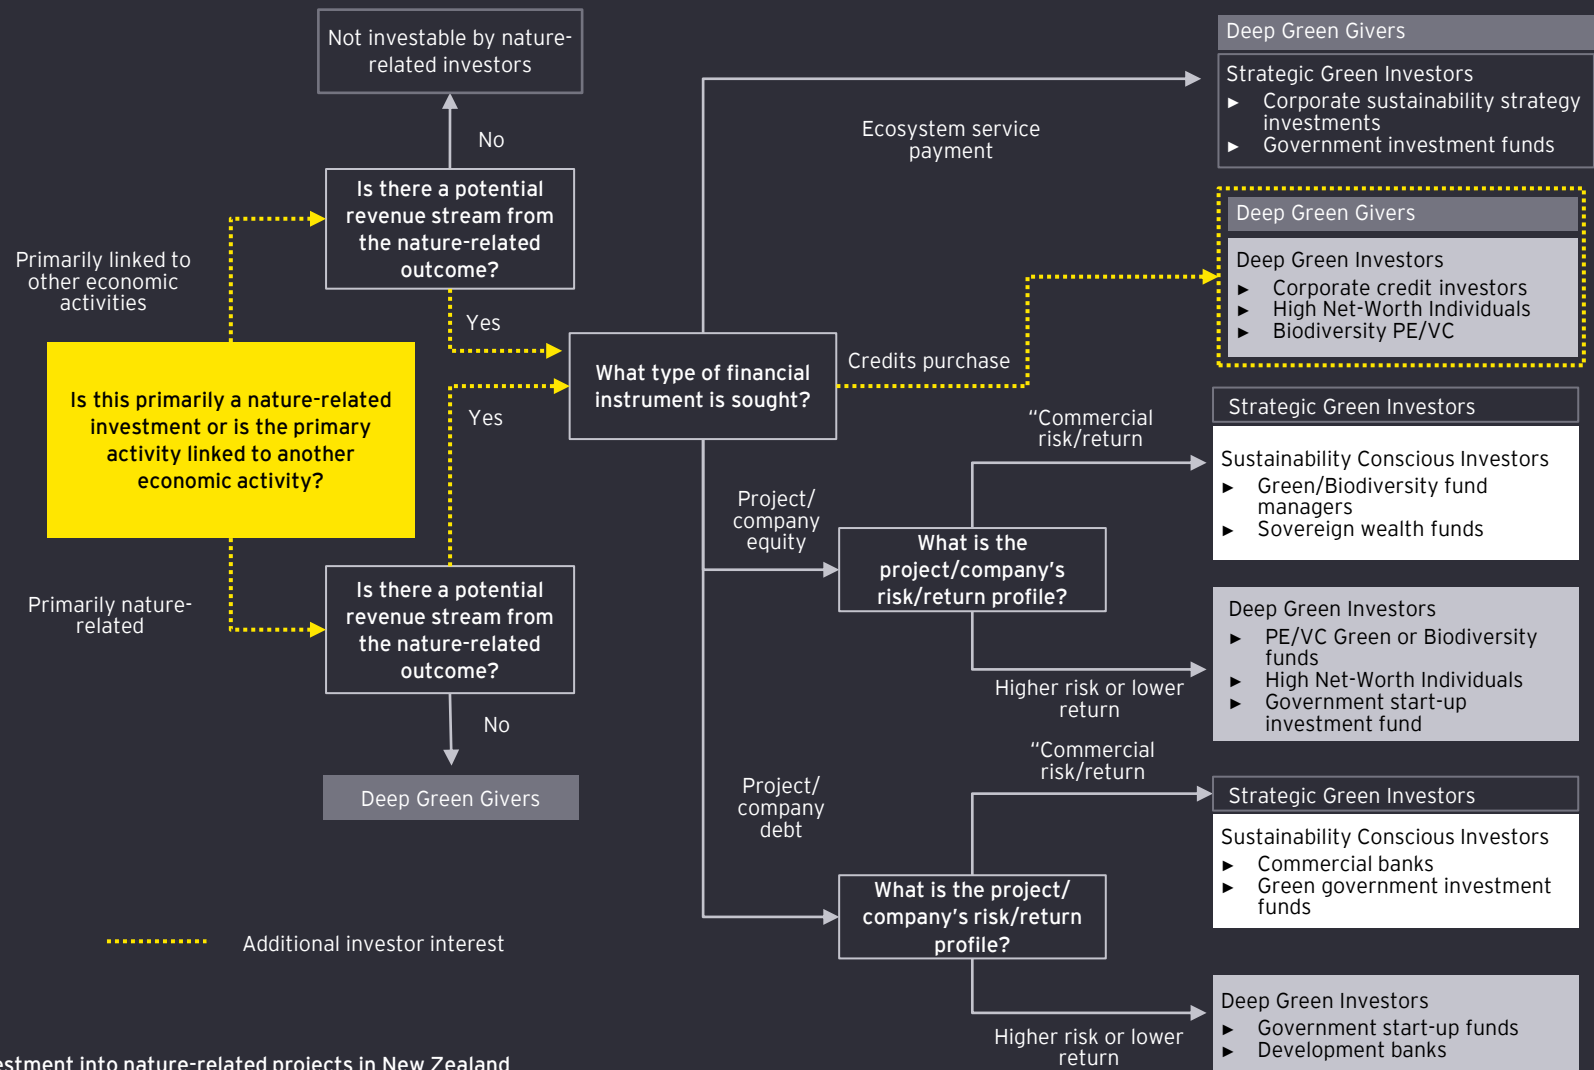 Not investable by nature-
related investors
No
Is there a potential
revenue stream from
the nature-related
outcome?
Primarily linked to
other economic
activities
Yes
Is this primarily a nature-related
investment or is the primary
activity linked to another
economic activity?
Yes
Primarily nature-
related
Is there a potential
revenue stream from
the nature-related
outcome?
No
Deep Green Givers
What type of financial
instrument is sought?
Ecosystem service
payment
Credits purchase
Project/
company
equity
Project/
company
debt
"Commercial
risk/return
What is the
project/company's
risk/return profile?
Higher risk or lower
return
"Commercial
risk/return
What is the project/
company's risk/return
profile?
Higher risk or lower
return
Deep Green Givers
Strategic Green Investors
► Corporate sustainability strategy
investments
► Government investment funds
Deep Green Givers
Deep Green Investors
► Corporate credit investors
► High Net-Worth Individuals
► Biodiversity PE/VC
Strategic Green Investors
Sustainability Conscious Investors
► Green/Biodiversity fund
managers
► Sovereign wealth funds
Deep Green Investors
► PE/VC Green or Biodiversity
funds
► High Net-Worth Individuals
► Government start-up
investment fund
Strategic Green Investors
Sustainability Conscious Investors
► Commercial banks
► Green government investment
funds
Deep Green Investors
► Government start-up funds
► Development banks
Additional investor interest
estment into nature-related projects in New Zealand